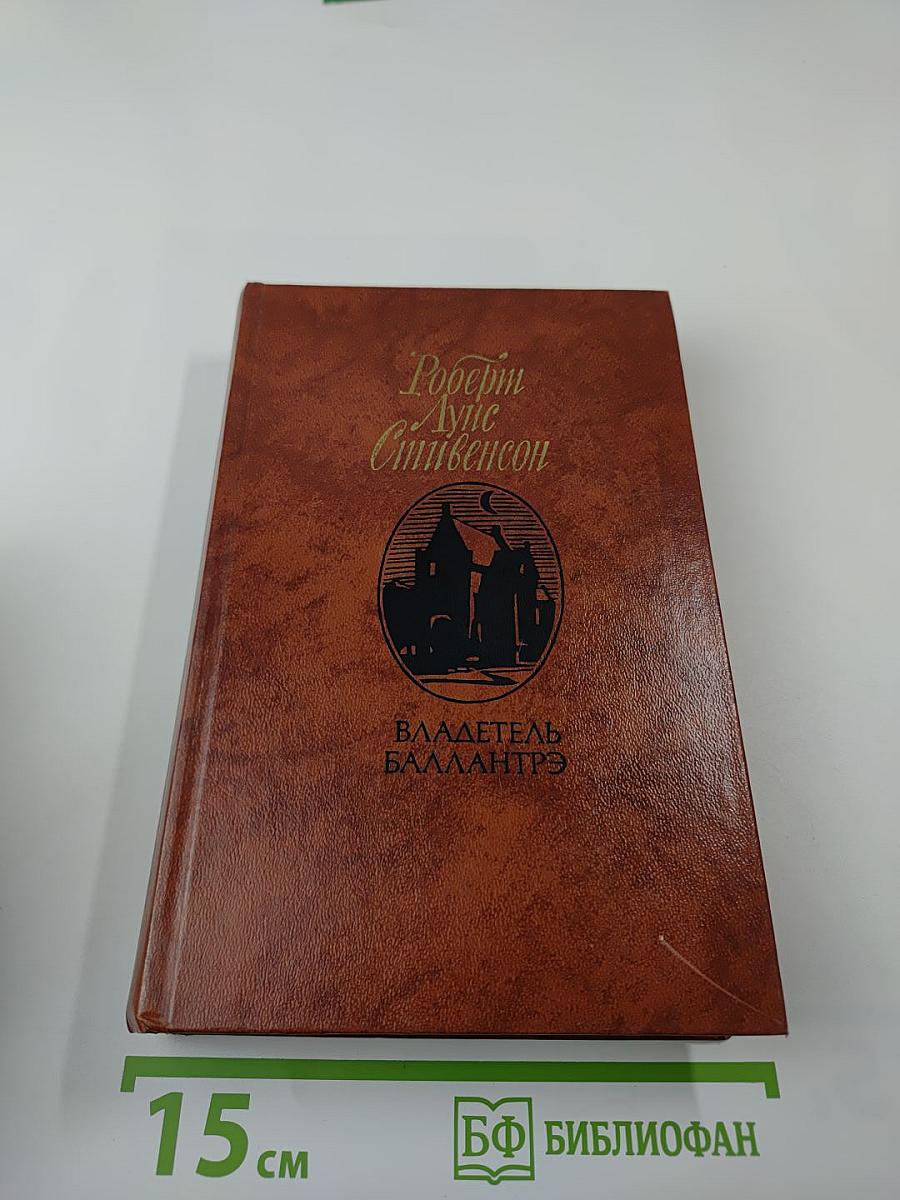 Роберт
Луис
Стивенсон
ВЛАДЕТЕЛЬ
БАЛЛАНТРЭ
15 см
БФ БИБЛИОФАН